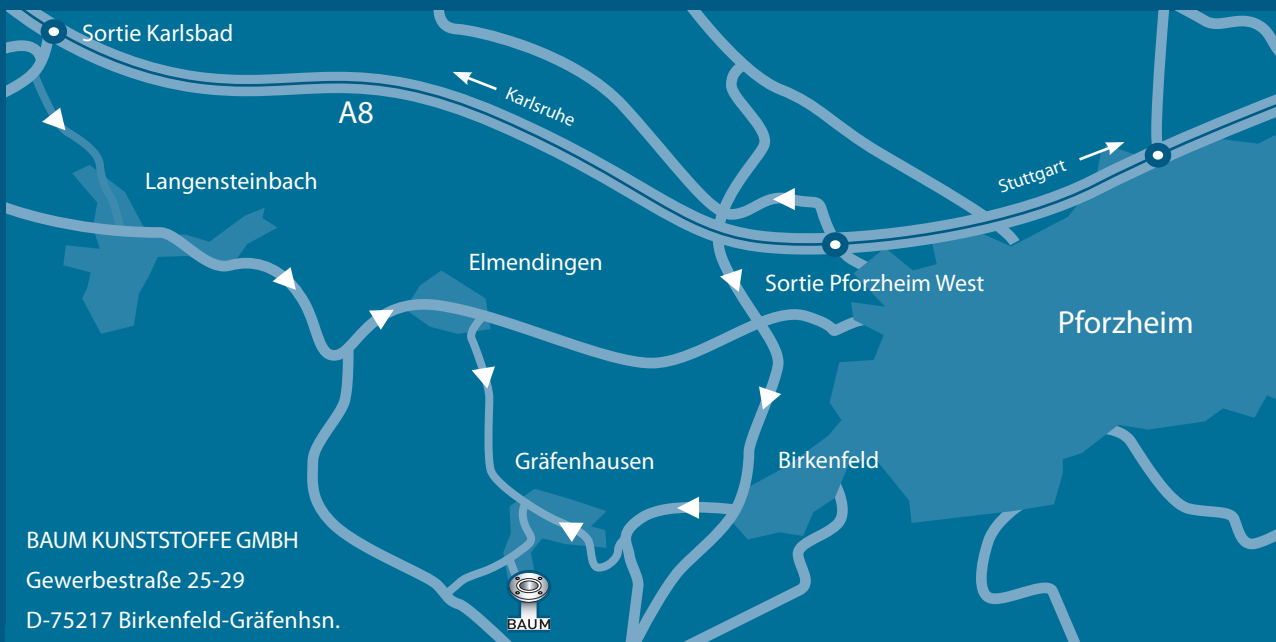 Sortie Karlsbad
A8
Karlsruhe
Stuttgart
Langensteinbach
Elmendingen
Sortie Pforzheim West
Pforzheim
Gräfenhausen
Birkenfeld
BAUM KUNSTSTOFFE GMBH
Gewerbestraße 25-29
D-75217 Birkenfeld-Gräfenhsn.
BAUM